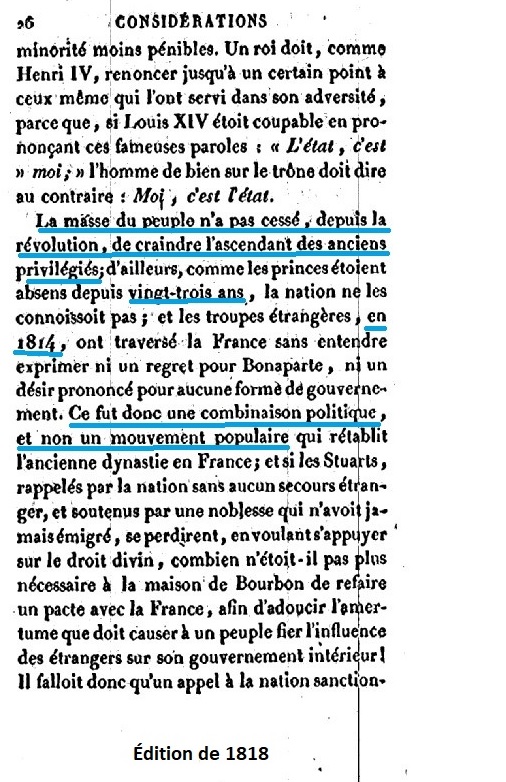 26 CONSIDÉRATIONS
minorité moins pénibles. Un roi doit, comme
Henri IV, renoncer jusqu'à un certain point à
ceux même qui l'ont servi dans son adversité,
parce que, si Louis XIV étoit coupable en pro-
nonçant ces fameuses paroles : « L'état, c'est
» moi; » l'homme de bien sur le trône doit dire
au contraire : Moi, c'est l'état.
La masse du peuple n'a pas cessé, depuis la
révolution, de craindre l'ascendant des anciens
privilégiés; d'ailleurs, comme les princes étoient
absens depuis vingt-trois ans, la nation ne les
connoissoit pas; et les troupes étrangères, en
1814, ont traversé la France sans entendre
exprimer ni un regret pour Bonaparte, ni un
désir prononcé pour aucune forme de gouverne-
ment. Ce fut donc une combinaison politique,
et non un mouvement populaire qui rétablit
l'ancienne dynastie en France; et si les Stuarts,
rappelés par la nation sans aucun secours étran-
ger, et soutenus par une noblesse qui n'avoit ja-
mais émigré, se perdirent, en voulant s'appuyer
sur le droit divin, combien n'étoit-il pas plus
nécessaire à la maison de Bourbon de refaire
un pacte avec la France, afin d'adoucir l'amer-
tume que doit causer à un peuple fier l'influence
des étrangers sur son gouvernement intérieur!
Il falloit donc qu'un appel à la nation sanction-
Édition de 1818